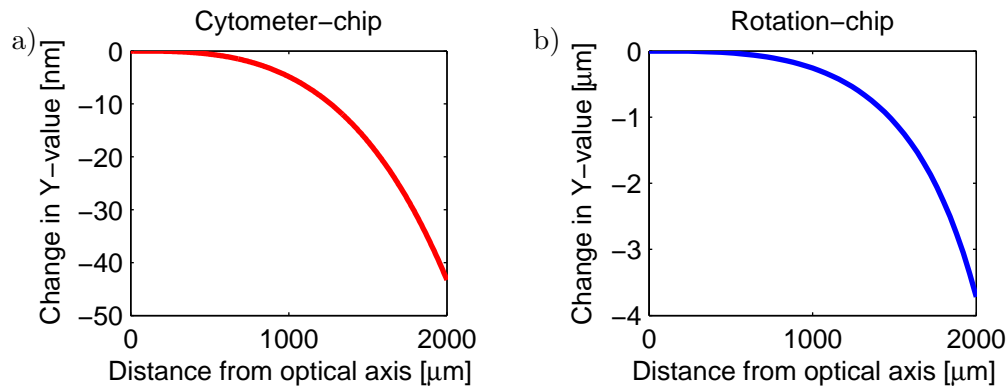 a)
Cytometer−chip
Change in Y−value [nm]
0
−10
−20
−30
−40
−50
0
1000
2000
Distance from optical axis [μm]
b)
Rotation−chip
Change in Y−value [μm]
0
−1
−2
−3
−4
0
1000
2000
Distance from optical axis [μm]